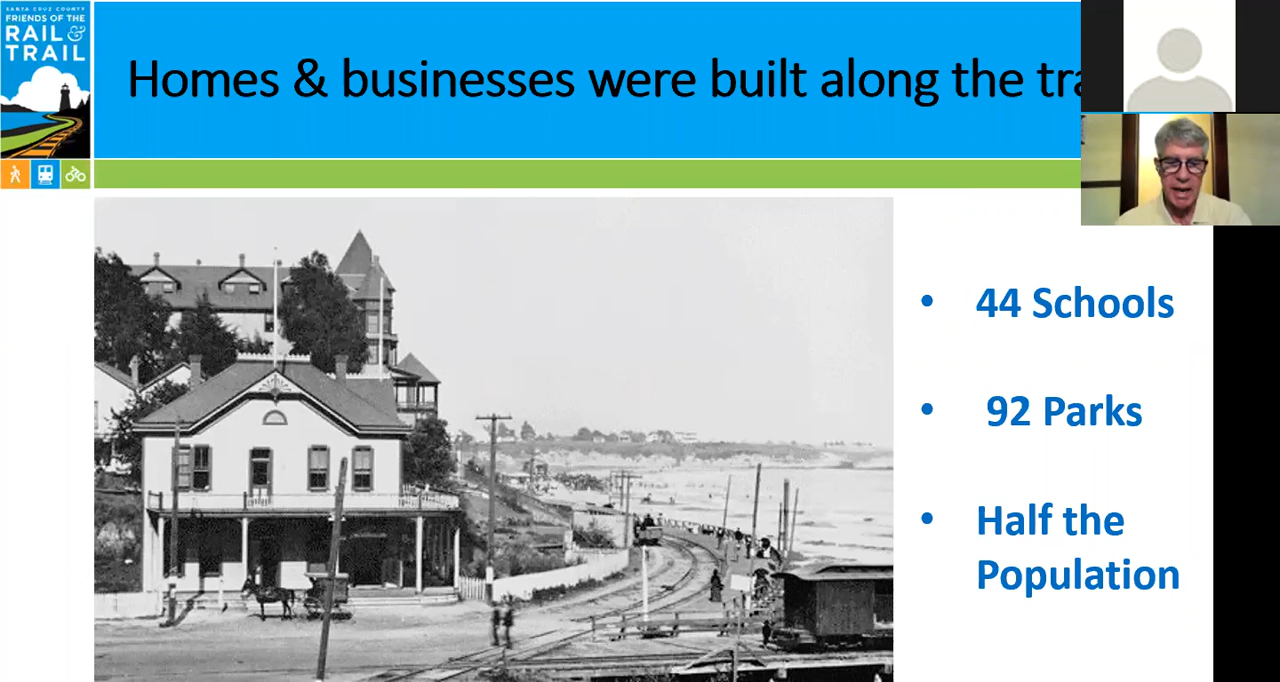 SANTA CRUZ COUNTY
FRIENDS OF THE
RAIL &
TRAIL
Homes & businesses were built along the tra
• 44 Schools
• 92 Parks
• Half the
Population